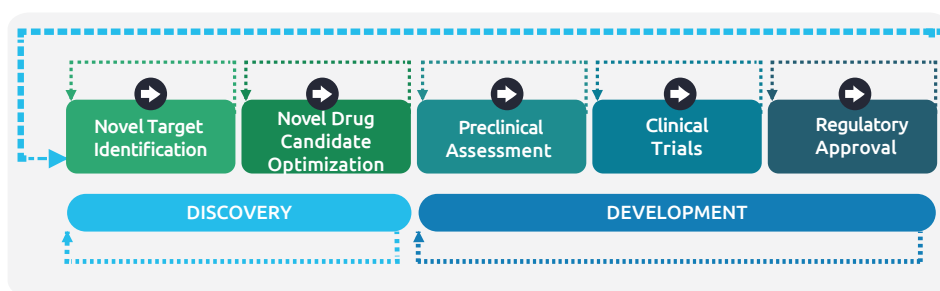 Novel Target
Identification
Novel Drug
Candidate
Optimization
Preclinical
Assessment
Clinical
Trials
Regulatory
Approval
DISCOVERY
DEVELOPMENT